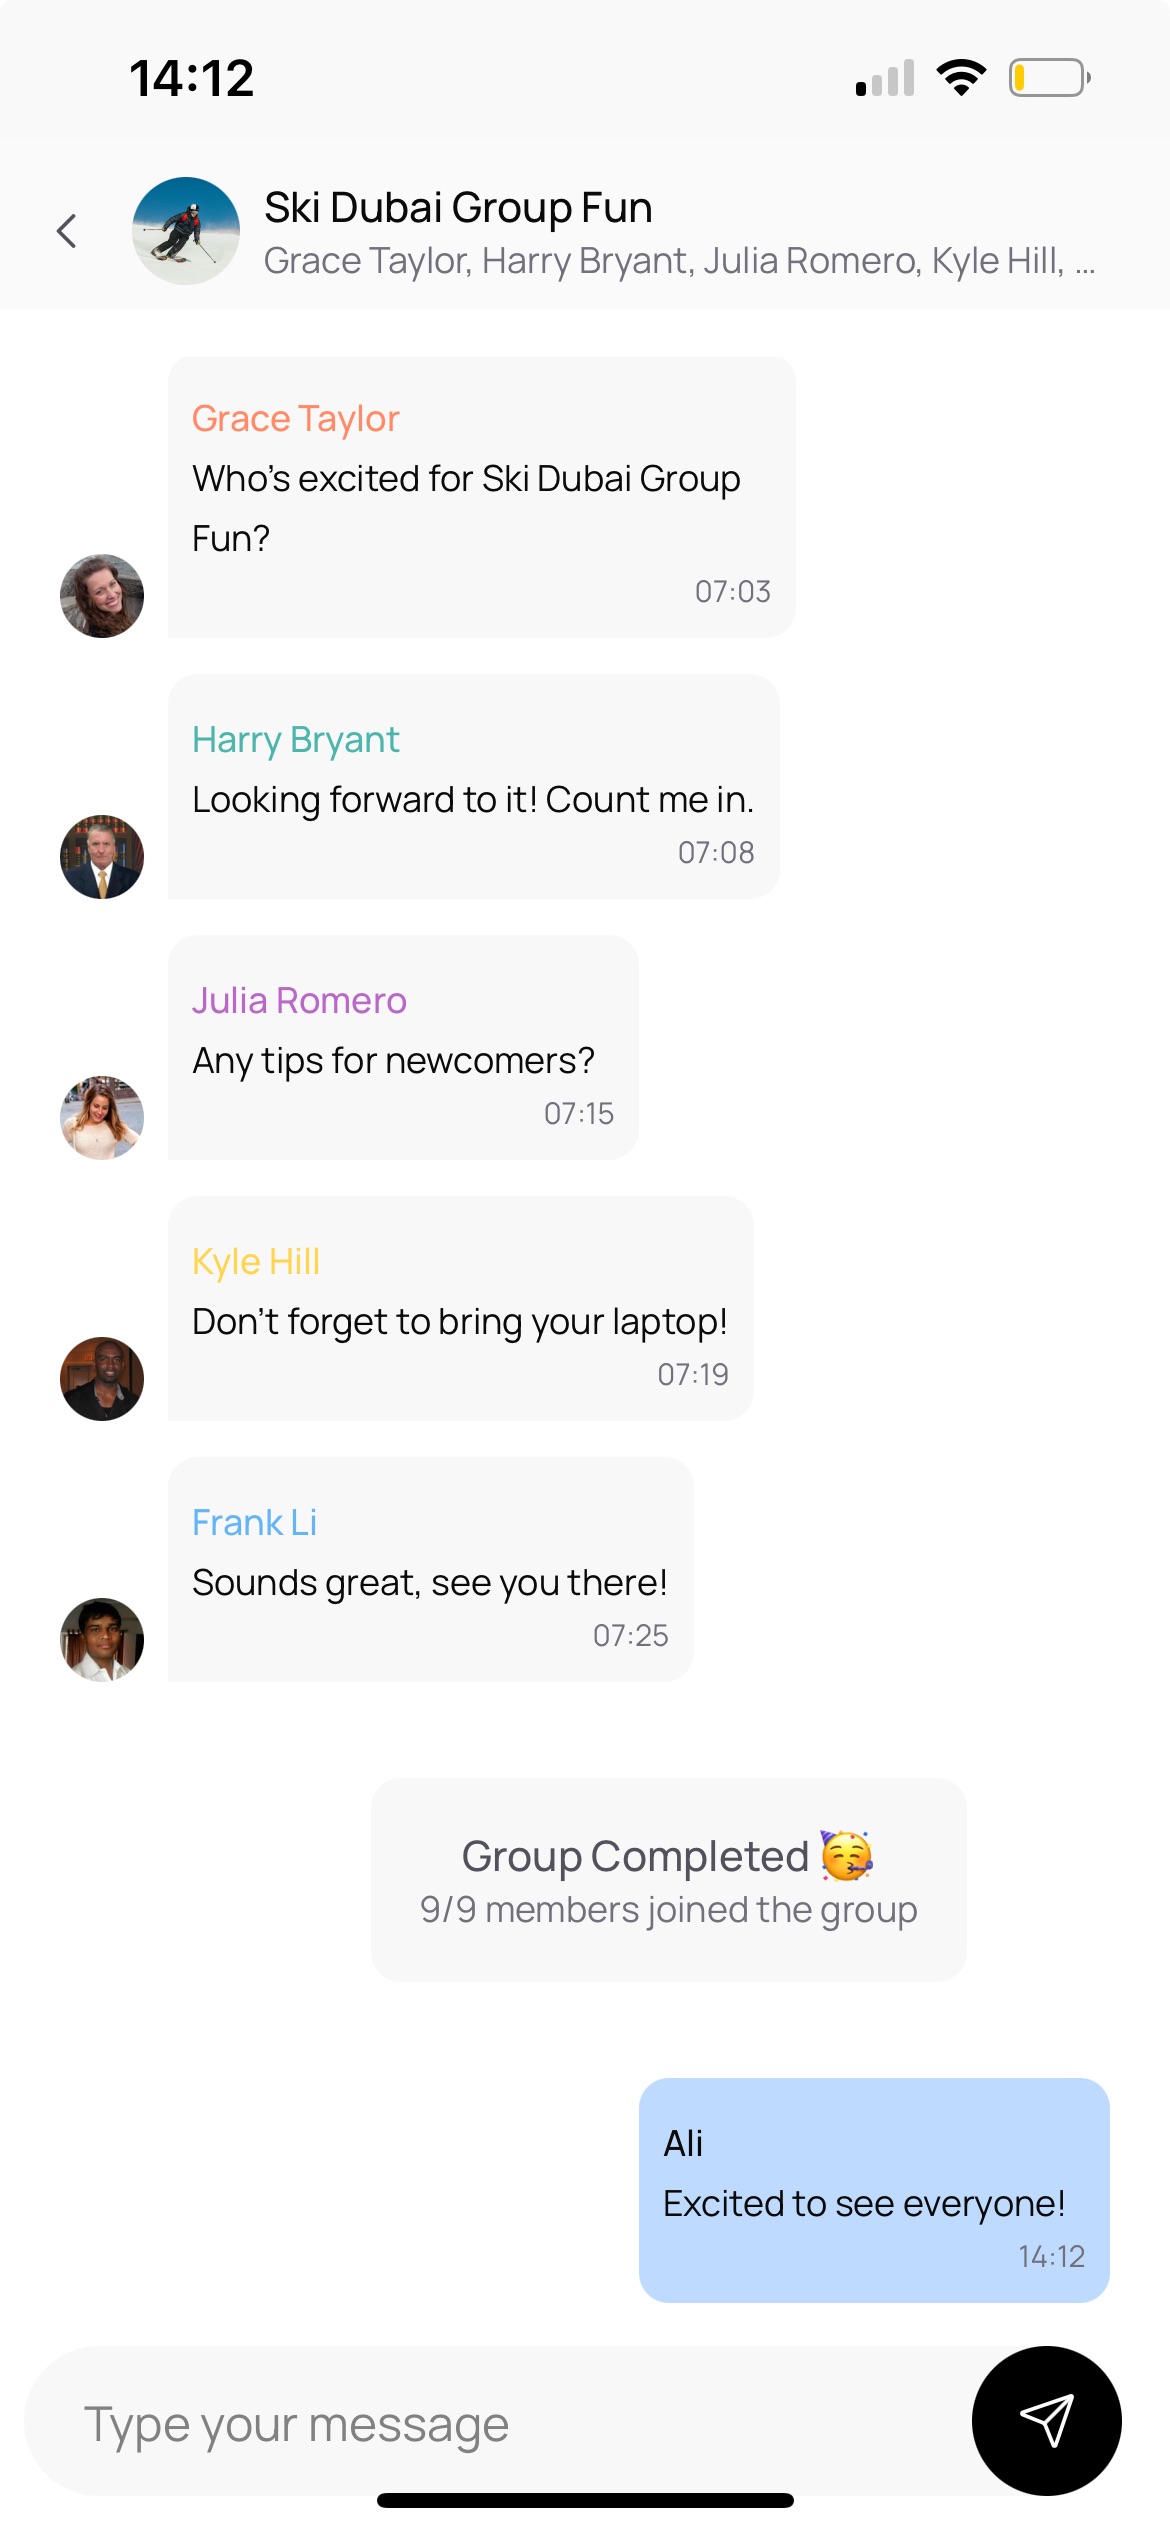 14:12
Ski Dubai Group Fun
Grace Taylor, Harry Bryant, Julia Romero, Kyle Hill, ...
Grace Taylor
Who's excited for Ski Dubai Group
Fun?
07:03
Harry Bryant
Looking forward to it! Count me in.
07:08
Julia Romero
Any tips for newcomers?
07:15
Kyle Hill
Don't forget to bring your laptop!
07:19
Frank Li
Sounds great, see you there!
07:25
Group Completed 🥳
9/9 members joined the group
Ali
Excited to see everyone!
14:12
Type your message